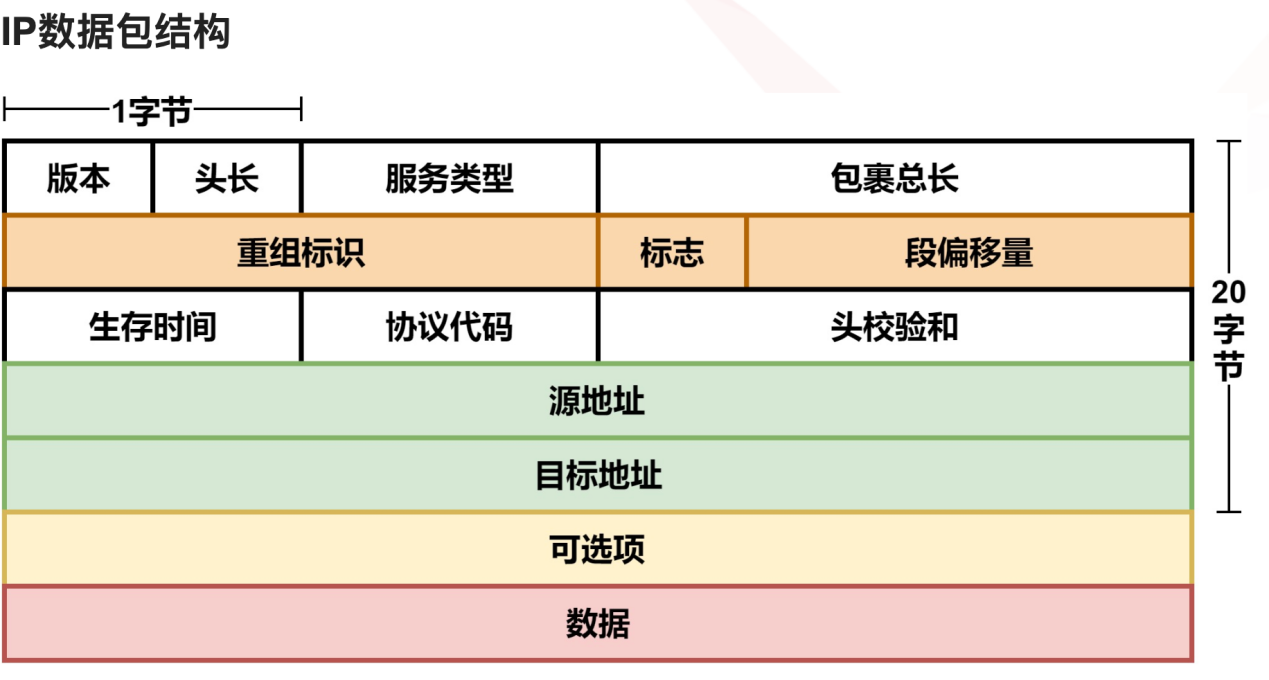 IP数据包结构
1字节
版本 头长 服务类型 包裹总长
重组标识 标志 段偏移量
生存时间 协议代码 头校验和
20字节
源地址
目标地址
可选项
数据